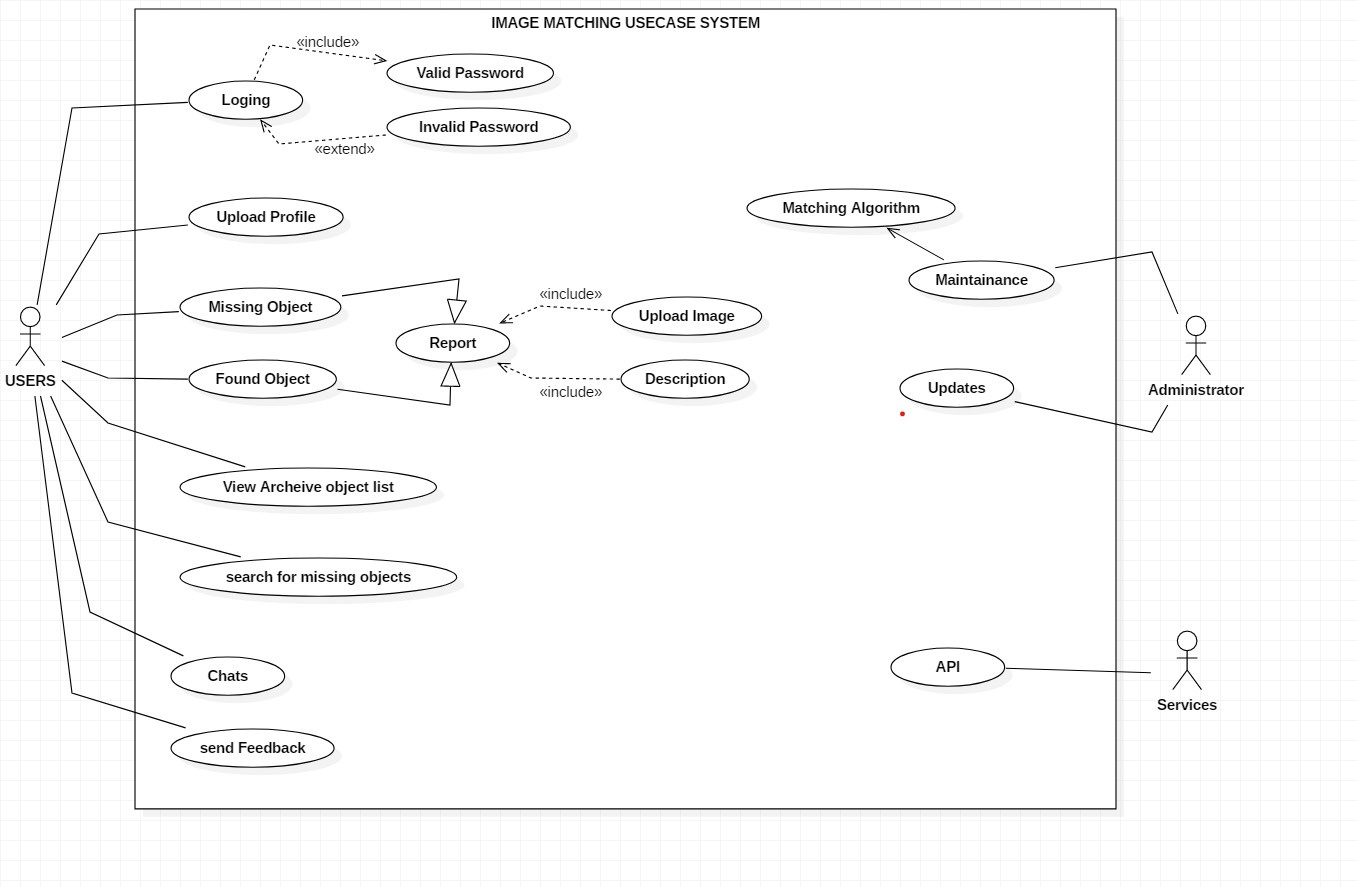 IMAGE MATCHING USECASE SYSTEM
«include»
Valid Password
Loging
Invalid Password
«extend»
Upload Profile
Matching Algorithm
Maintainance
Missing Object
«include»
Upload Image
Report
USERS
Found Object
Description
«include»
Updates
Administrator
View Archeive object list
search for missing objects
Chats
API
Services
send Feedback